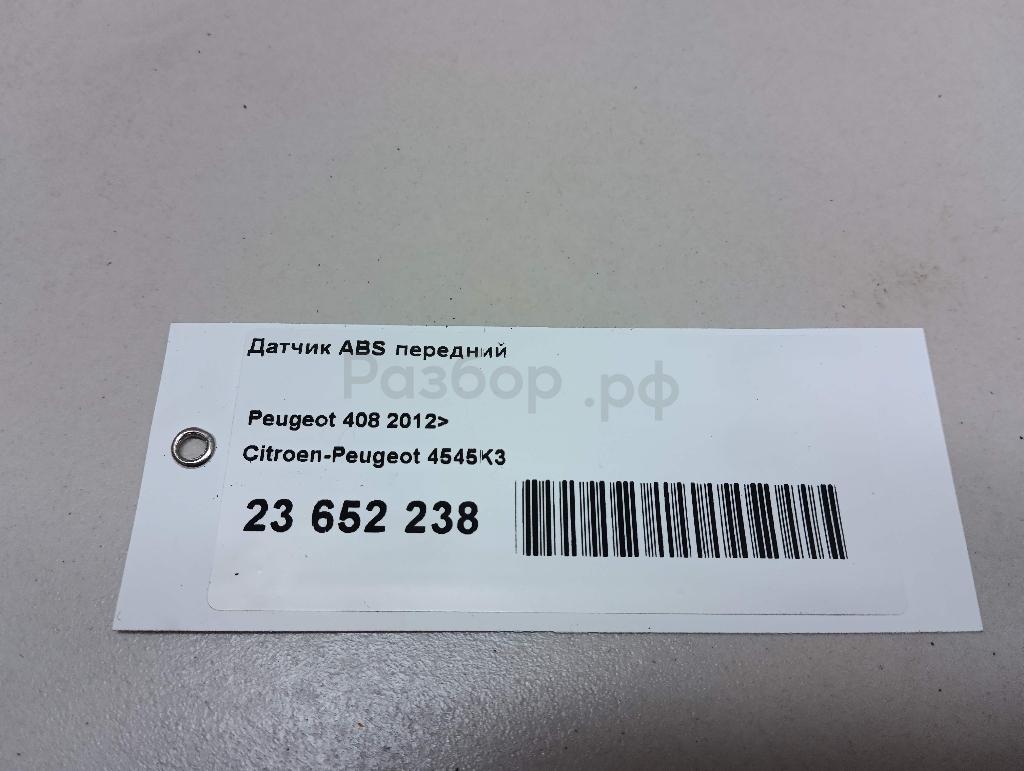 Датчик ABS передний
Разбор .рф
Peugeot 408 2012>
Citroen-Peugeot 4545K3
23 652 238